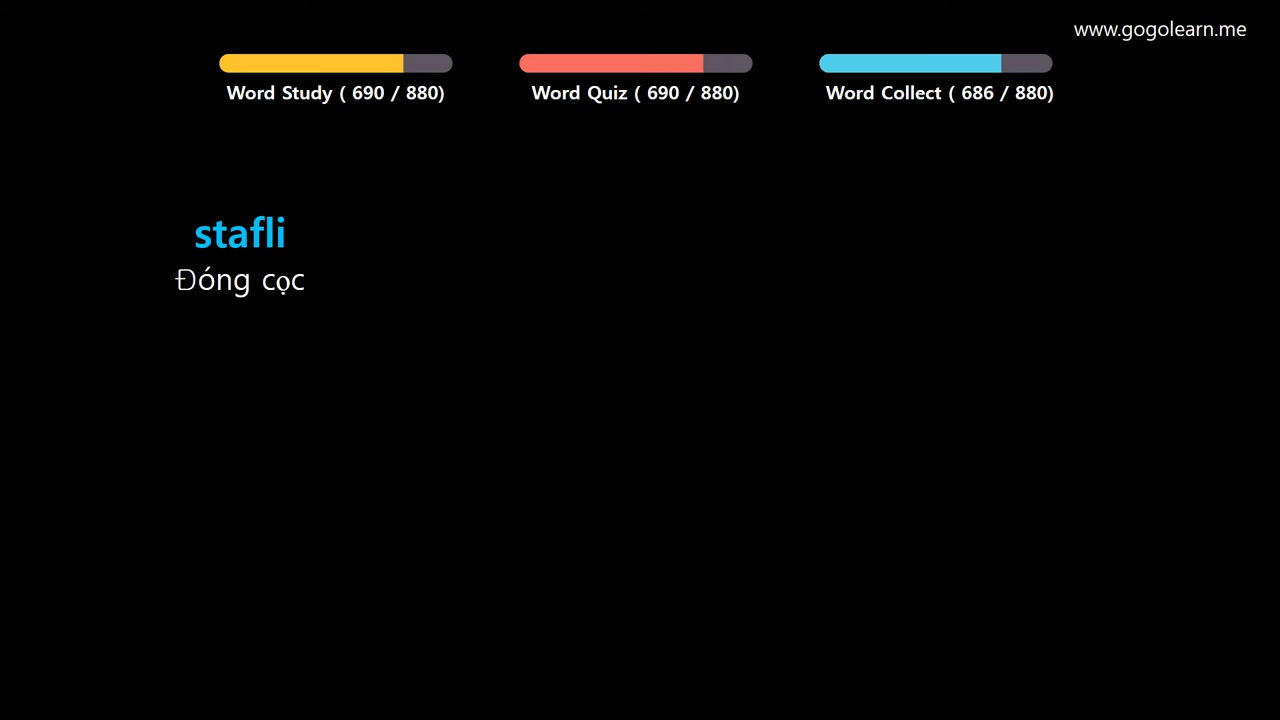 www.gogolearn.me
Word Study ( 690 / 880)
Word Quiz ( 690 / 880)
Word Collect ( 686 / 880)
stafli
Đóng cọc